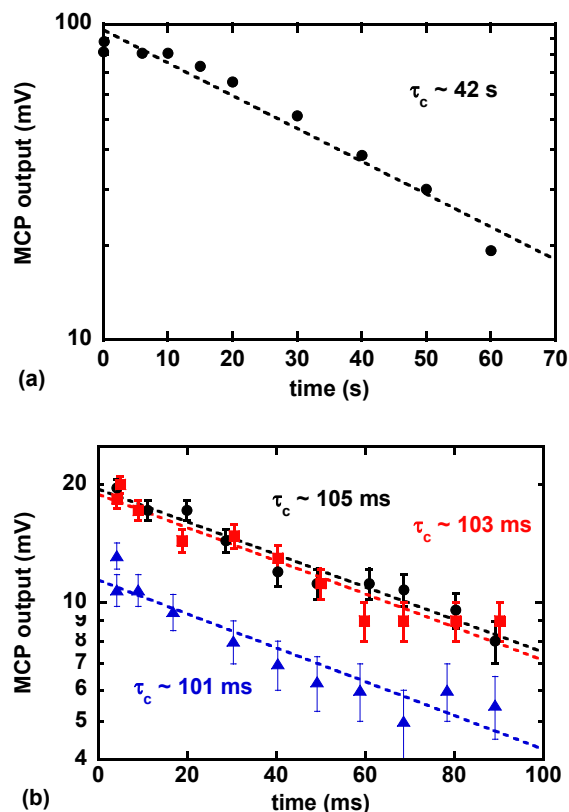 100
τc ~ 42 s
MCP output (mV)
10
0 10 20 30 40 50 60 70
(a)
time (s)
20
τc ~ 105 ms
τc ~ 103 ms
MCP output (mV)
10
9
8
7
6
τc ~ 101 ms
5
4
0 20 40 60 80 100
(b)
time (ms)